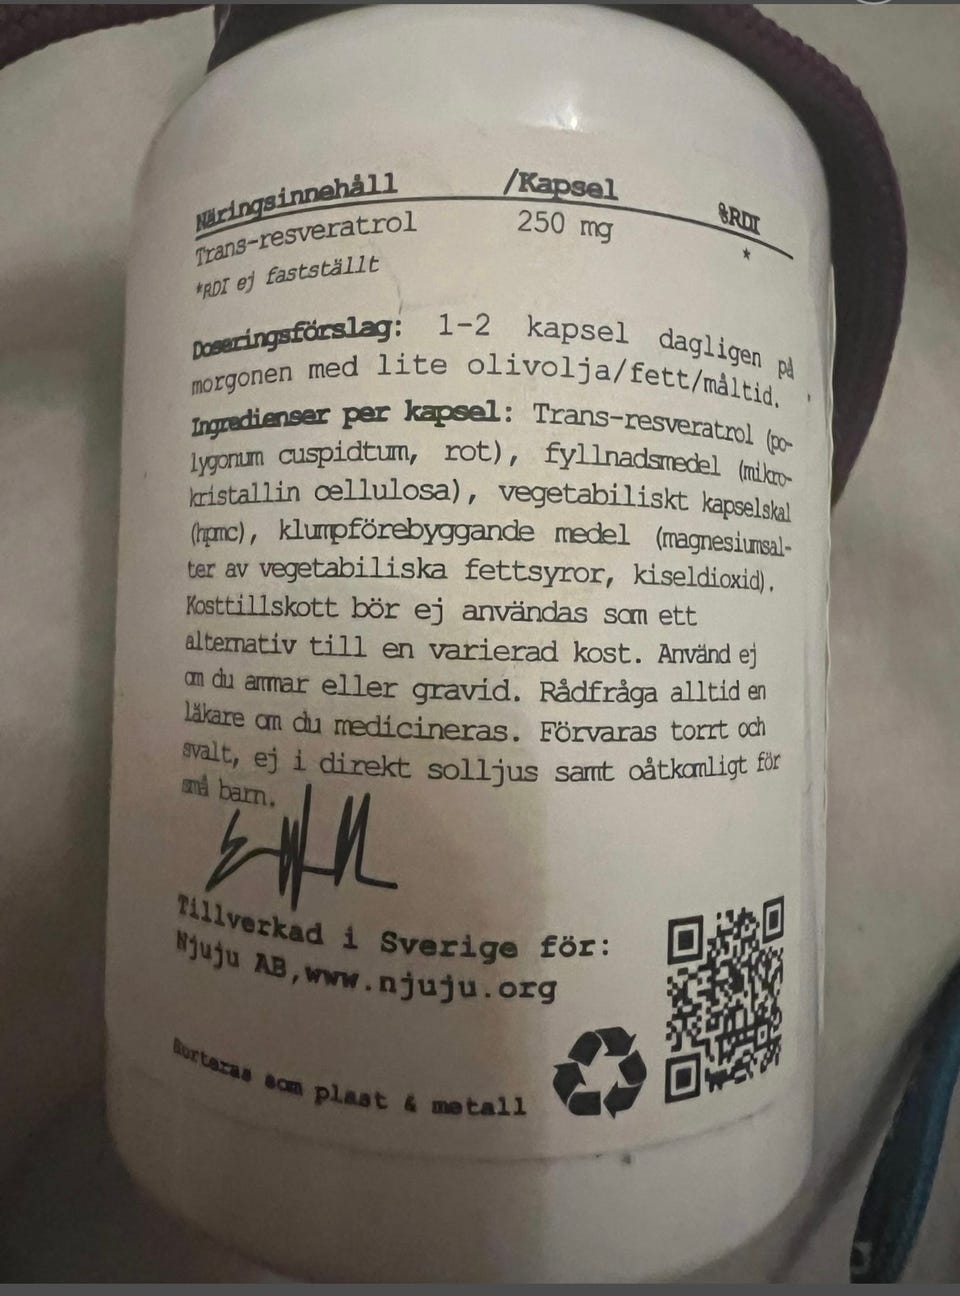 Näringsinnehåll /Kapsel %RDI
Trans-resveratrol 250 mg *
*RDI ej fastställt
Doseringsförslag: 1-2 kapsel dagligen på
morgonen med lite olivolja/fett/måltid.
Ingredienser per kapsel: Trans-resveratrol (po-
lygonum cuspidtum, rot), fyllnadsmedel (mikro-
kristallin cellulosa), vegetabiliskt kapselskal
(hpmc), klumpförebyggande medel (magnesiumsal-
ter av vegetabiliska fettsyror, kiseldioxid).
Kosttillskott bör ej användas som ett
alternativ till en varierad kost. Använd ej
om du ammar eller gravid. Rådfråga alltid en
läkare om du medicineras. Förvaras torrt och
svalt, ej i direkt solljus samt oåtkomligt för
små barn.
Tillverkad i Sverige för:
Njuju AB,www.njuju.org
Sorteras som plast & metall